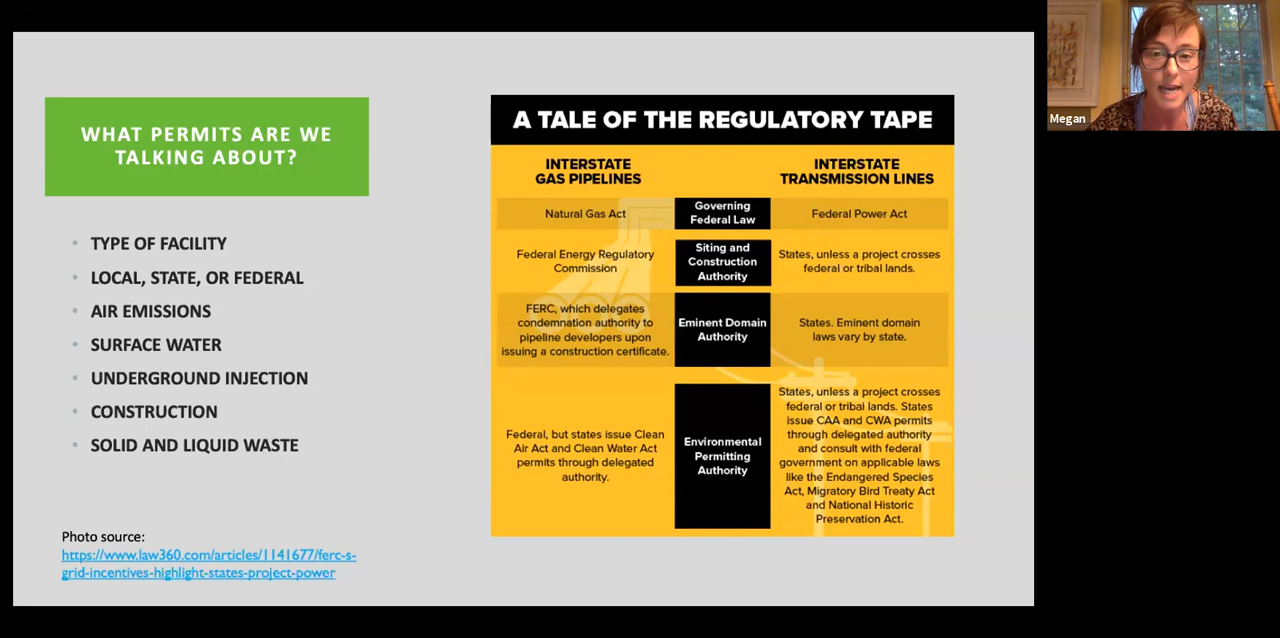 WHAT PERMITS ARE WE
TALKING ABOUT?
• TYPE OF FACILITY
• LOCAL, STATE, OR FEDERAL
• AIR EMISSIONS
• SURFACE WATER
• UNDERGROUND INJECTION
• CONSTRUCTION
• SOLID AND LIQUID WASTE
Photo source:
https://www.law360.com/articles/1141677/ferc-s-
grid-incentives-highlight-states-project-power
A TALE OF THE REGULATORY TAPE
INTERSTATE
GAS PIPELINES
INTERSTATE
TRANSMISSION LINES
Natural Gas Act
Governing
Federal Law
Federal Power Act
Federal Energy Regulatory
Commission
Siting and
Construction
Authority
States, unless a project crosses
federal or tribal lands.
FERC, which delegates
condemnation authority to
pipeline developers upon
issuing a construction certificate.
Eminent Domain
Authority
States. Eminent domain
laws vary by state.
Federal, but states issue Clean
Air Act and Clean Water Act
permits through delegated
authority.
Environmental
Permitting
Authority
States, unless a project crosses
federal or tribal lands. States
issue CAA and CWA permits
through delegated authority
and consult with federal
government on applicable laws
like the Endangered Species
Act, Migratory Bird Treaty Act
and National Historic
Preservation Act.
Megan